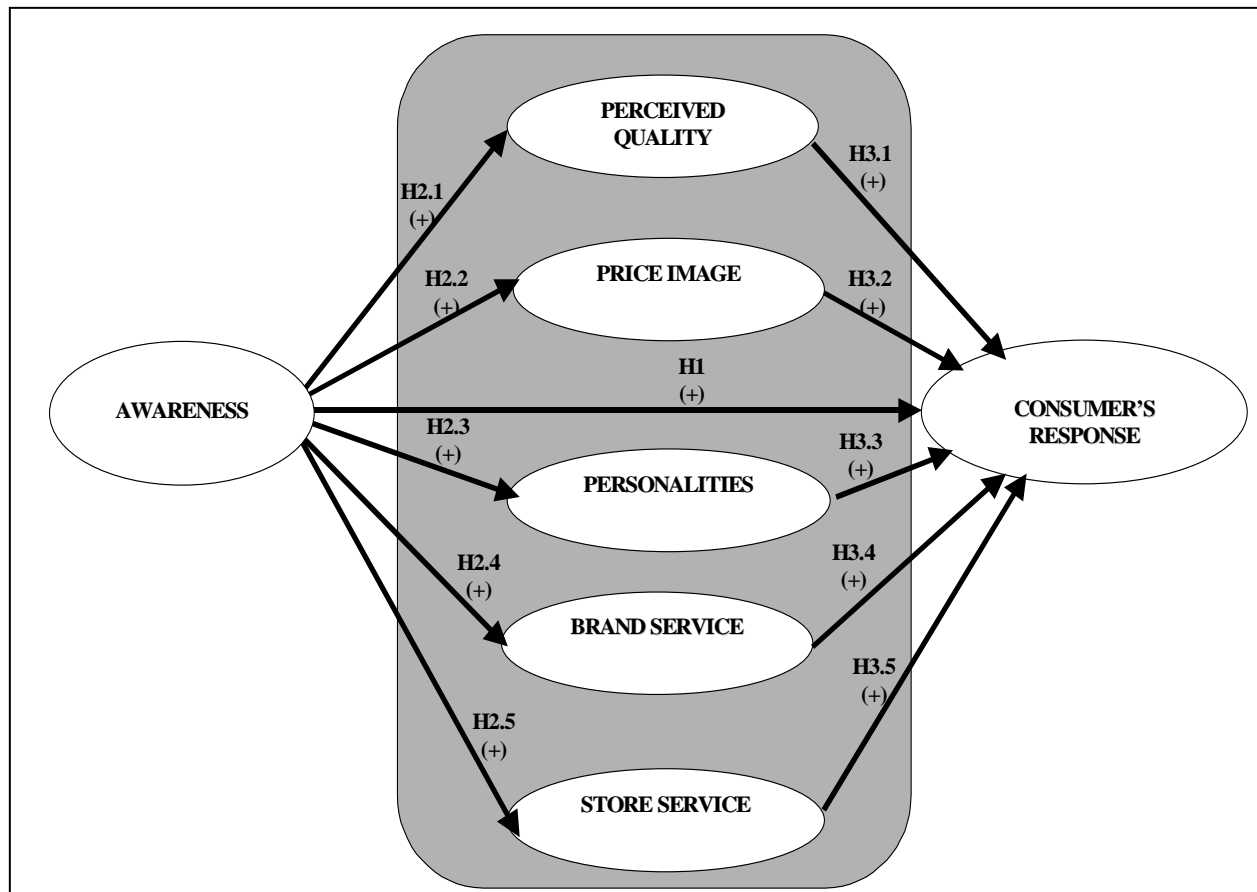 PERCEIVED
QUALITY
H3.1
(+)
H2.1
(+)
PRICE IMAGE
H2.2
(+)
H3.2
(+)
H1
(+)
AWARENESS
CONSUMER'S
RESPONSE
H2.3
(+)
H3.3
(+)
PERSONALITIES
H2.4
(+)
H3.4
(+)
BRAND SERVICE
H3.5
(+)
H2.5
(+)
STORE SERVICE